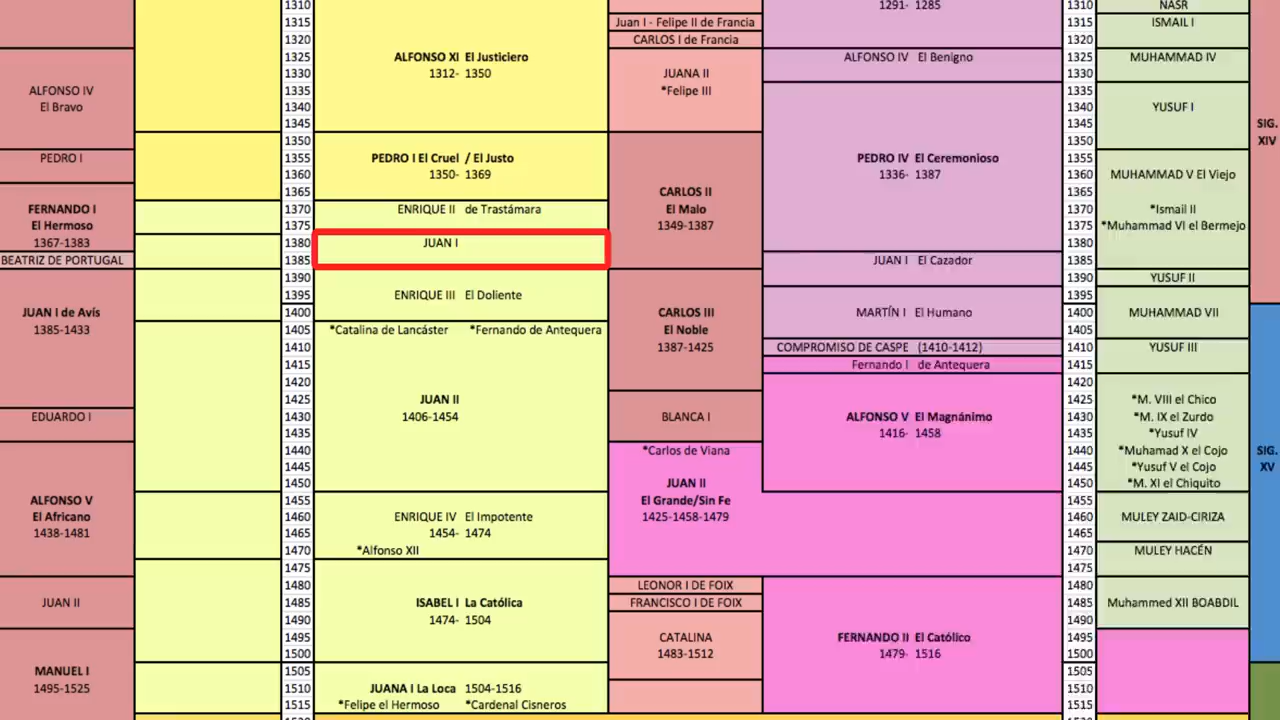 1310 1291- 1285 1310 NASR
1315 Juan I - Felipe II de Francia 1315 ISMAIL I
1320 CARLOS I de Francia 1320
1325 ALFONSO XI El Justiciero ALFONSO IV El Benigno 1325 MUHAMMAD IV
1330 1312- 1350 JUANA II 1330
ALFONSO IV 1335 *Felipe III 1335
El Bravo 1340 1340 YUSUF I
1345 1345 SIG.
1350 1350 XIV
PEDRO I 1355 PEDRO I El Cruel / El Justo PEDRO IV El Ceremonioso 1355
1360 1350- 1369 1336- 1387 1360 MUHAMMAD V El Viejo
1365 CARLOS II 1365
FERNANDO I 1370 ENRIQUE II de Trastámara El Malo 1370 *Ismail II
El Hermoso 1375 1349-1387 1375 *Muhammad VI el Bermejo
1367-1383 1380 JUAN I 1380
BEATRIZ DE PORTUGAL 1385 JUAN I El Cazador 1385
1390 1390 YUSUF II
1395 ENRIQUE III El Doliente 1395
JUAN I de Avís 1400 CARLOS III MARTÍN I El Humano 1400 MUHAMMAD VII
1385-1433 1405 *Catalina de Lancáster *Fernando de Antequera El Noble 1405
1410 1387-1425 COMPROMISO DE CASPE (1410-1412) 1410 YUSUF III
1415 Fernando I de Antequera 1415
1420 1420
1425 JUAN II 1425 *M. VIII el Chico
EDUARDO I 1430 1406-1454 BLANCA I ALFONSO V El Magnánimo 1430 *M. IX el Zurdo
1435 1416- 1458 1435 *Yusuf IV
1440 *Carlos de Viana 1440 *Muhamad X el Cojo SIG.
1445 1445 *Yusuf V el Cojo XV
1450 JUAN II 1450 *M. XI el Chiquito
ALFONSO V 1455 El Grande/Sin Fe 1455
El Africano 1460 ENRIQUE IV El Impotente 1425-1458-1479 1460 MULEY ZAID-CIRIZA
1438-1481 1465 1454- 1474 1465
1470 *Alfonso XII 1470 MULEY HACÉN
1475 1475
1480 LEONOR I DE FOIX 1480
JUAN II 1485 ISABEL I La Católica FRANCISCO I DE FOIX 1485 Muhammed XII BOABDIL
1490 1474- 1504 1490
1495 CATALINA FERNANDO II El Católico 1495
1500 1483-1512 1479- 1516 1500
MANUEL I 1505 1505
1495-1525 1510 JUANA I La Loca 1504-1516 1510
1515 *Felipe el Hermoso *Cardenal Cisneros 1515